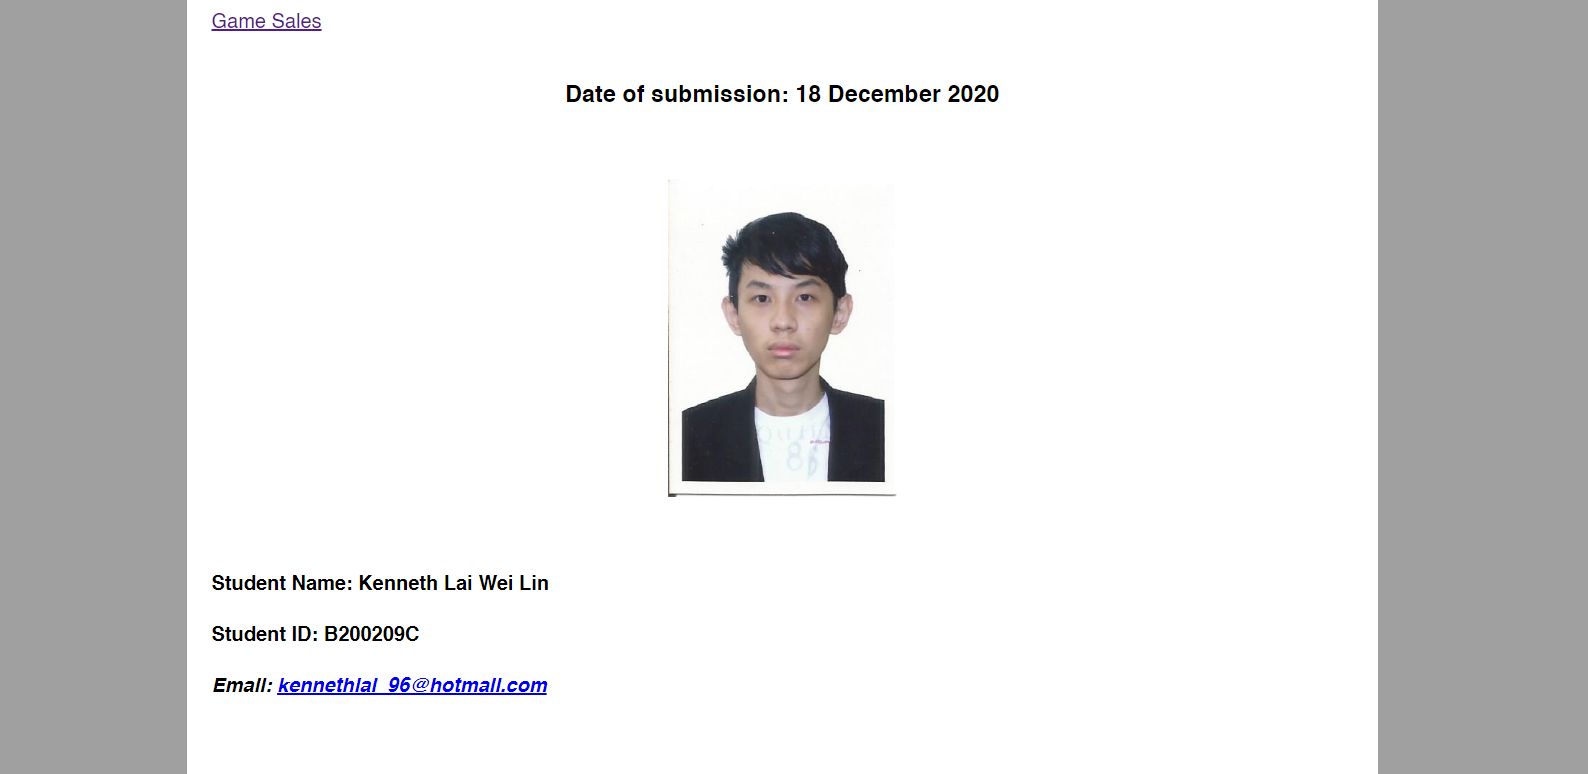 Game Sales
Date of submission: 18 December 2020
Student Name: Kenneth Lai Wei Lin
Student ID: B200209C
Email: kennethlai_96@hotmail.com